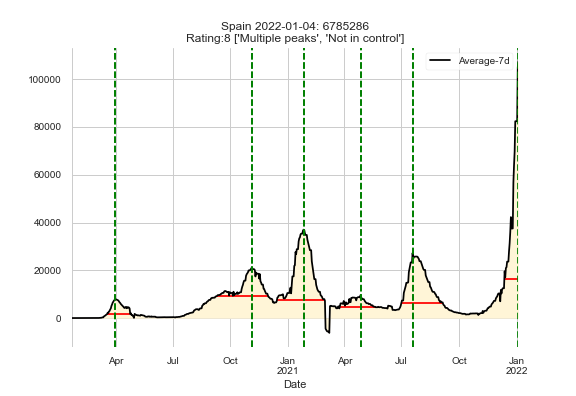 Spain 2022-01-04: 6785286
Rating:8 ['Multiple peaks', 'Not in control']
Average-7d
100000
80000
60000
40000
20000
0
Apr
Jul
Oct
Jan
2021
Apr
Jul
Oct
Jan
2022
Date